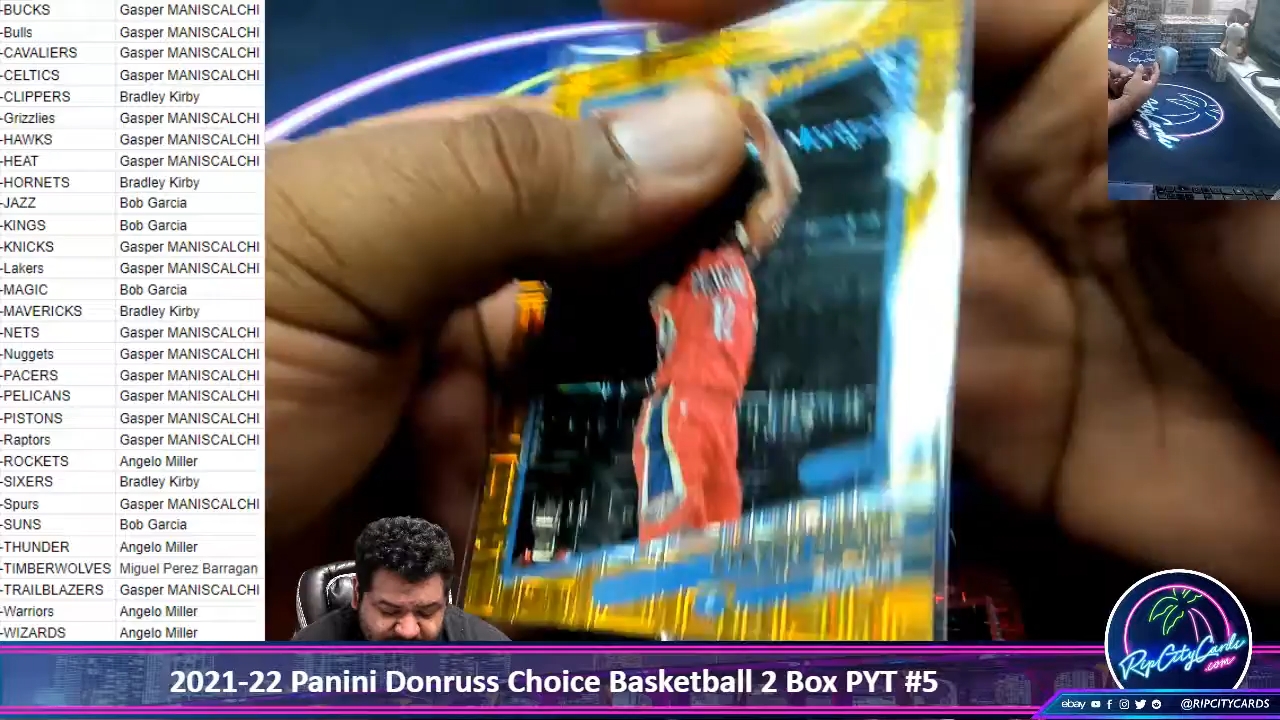 -BUCKS Gasper MANISCALCHI
-Bulls Gasper MANISCALCHI
-CAVALIERS Gasper MANISCALCHI
-CELTICS Gasper MANISCALCHI
-CLIPPERS Bradley Kirby
-Grizzlies Gasper MANISCALCHI
-HAWKS Gasper MANISCALCHI
-HEAT Gasper MANISCALCHI
-HORNETS Bradley Kirby
-JAZZ Bob Garcia
-KINGS Bob Garcia
-KNICKS Gasper MANISCALCHI
-Lakers Gasper MANISCALCHI
-MAGIC Bob Garcia
-MAVERICKS Bradley Kirby
-NETS Gasper MANISCALCHI
-Nuggets Gasper MANISCALCHI
-PACERS Gasper MANISCALCHI
-PELICANS Gasper MANISCALCHI
-PISTONS Gasper MANISCALCHI
-Raptors Gasper MANISCALCHI
-ROCKETS Angelo Miller
-SIXERS Bradley Kirby
-Spurs Gasper MANISCALCHI
-SUNS Bob Garcia
-THUNDER Angelo Miller
-TIMBERWOLVES Miguel Perez Barragan
-TRAILBLAZERS Gasper MANISCALCHI
-Warriors Angelo Miller
-WIZARDS Angelo Miller
2021-22 Panini Donruss Choice Basketball 2 Box PYT #5
RipCityCards
.com
ebay @RIPCITYCARDS